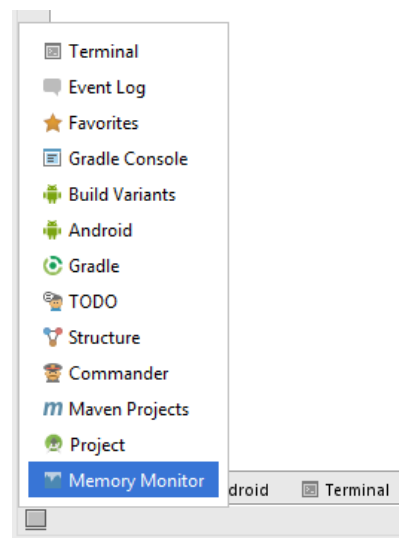 Terminal
Event Log
Favorites
Gradle Console
Build Variants
Android
Gradle
TODO
Structure
Commander
m Maven Projects
Project
Memory Monitor
droid Terminal